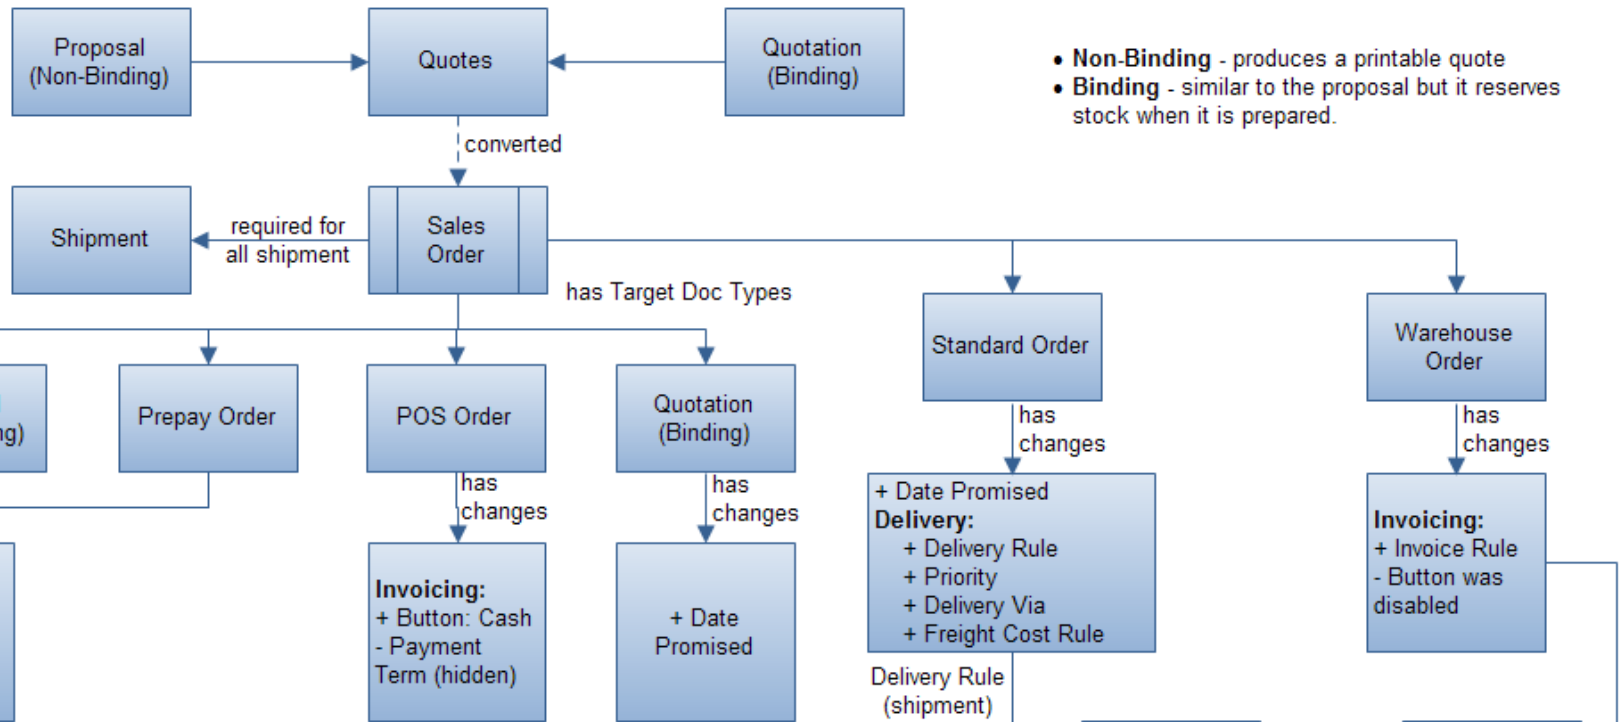 Proposal
(Non-Binding)
Quotes
Quotation
(Binding)
• Non-Binding - produces a printable quote
• Binding - similar to the proposal but it reserves
stock when it is prepared.
converted
Shipment
required for
all shipment
Sales
Order
has Target Doc Types
Standard Order
Warehouse
Order
ng)
Prepay Order
POS Order
Quotation
(Binding)
has
changes
has
changes
has
changes
has
changes
+ Date Promised
Delivery:
+ Delivery Rule
+ Priority
+ Delivery Via
+ Freight Cost Rule
Invoicing:
+ Invoice Rule
- Button was
disabled
Invoicing:
+ Button: Cash
- Payment
Term (hidden)
+ Date
Promised
Delivery Rule
(shipment)